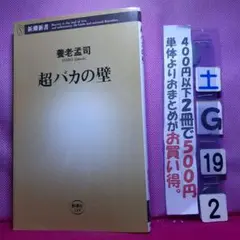 新潮新書
養老孟司
YORO Takeshi
超バカの壁
新潮社
400円以下2冊で500円
単体よりおまとめがお買い得。
土
G
19
2